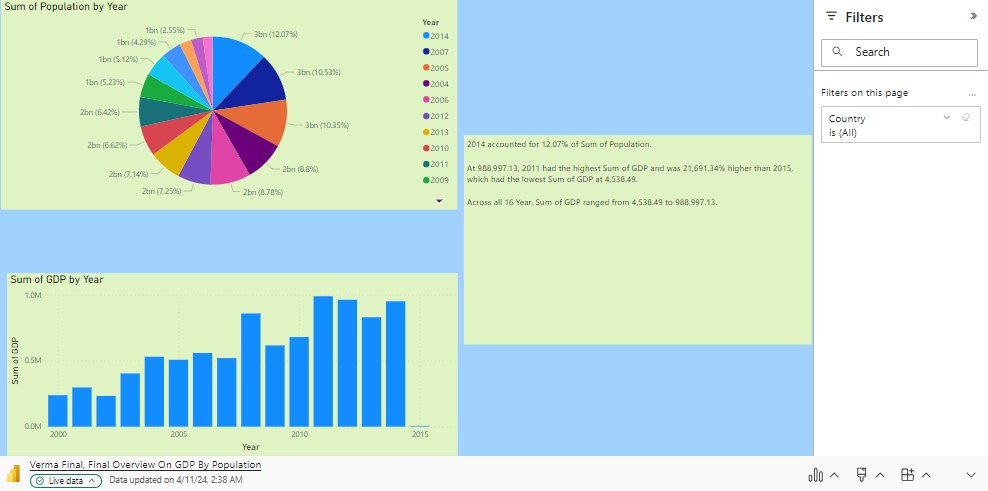 Sum of Population by Year
3bn (12.07%)
3bn (10.53%)
3bn (10.35%)
2bn (8.8%)
2bn (8.78%)
2bn (7.25%)
2bn (7.14%)
2bn (6.62%)
2bn (6.42%)
1bn (5.23%)
1bn (5.12%)
1bn (4.29%)
1bn (2.55%)
Year
2014
2007
2005
2004
2006
2012
2013
2010
2011
2009
Sum of GDP by Year
Sum of GDP
1.0M
0.5M
0.0M
2000
2005
2010
2015
Year
2014 accounted for 12.07% of Sum of Population.
At 988,997.13, 2011 had the highest Sum of GDP and was 21,691.34% higher than 2015,
which had the lowest Sum of GDP at 4,538.49.
Across all 16 Year, Sum of GDP ranged from 4,538.49 to 988,997.13.
Filters
Search
Filters on this page
...
Country
is (All)
Verma Final, Final Overview On GDP By Population
Live data
Data updated on 4/11/24, 2:38 AM